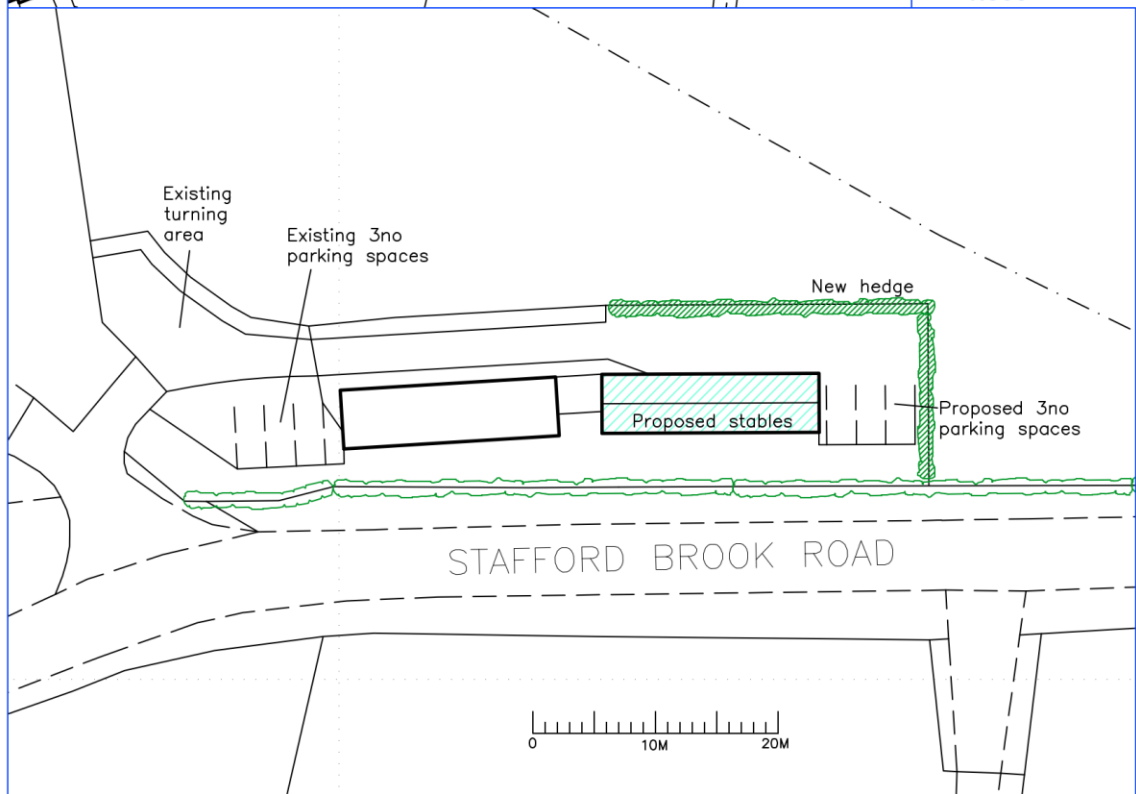 Existing
turning
area
Existing 3no
parking spaces
New hedge
Proposed stables
Proposed 3no
parking spaces
STAFFORD BROOK ROAD
0
10M
20M